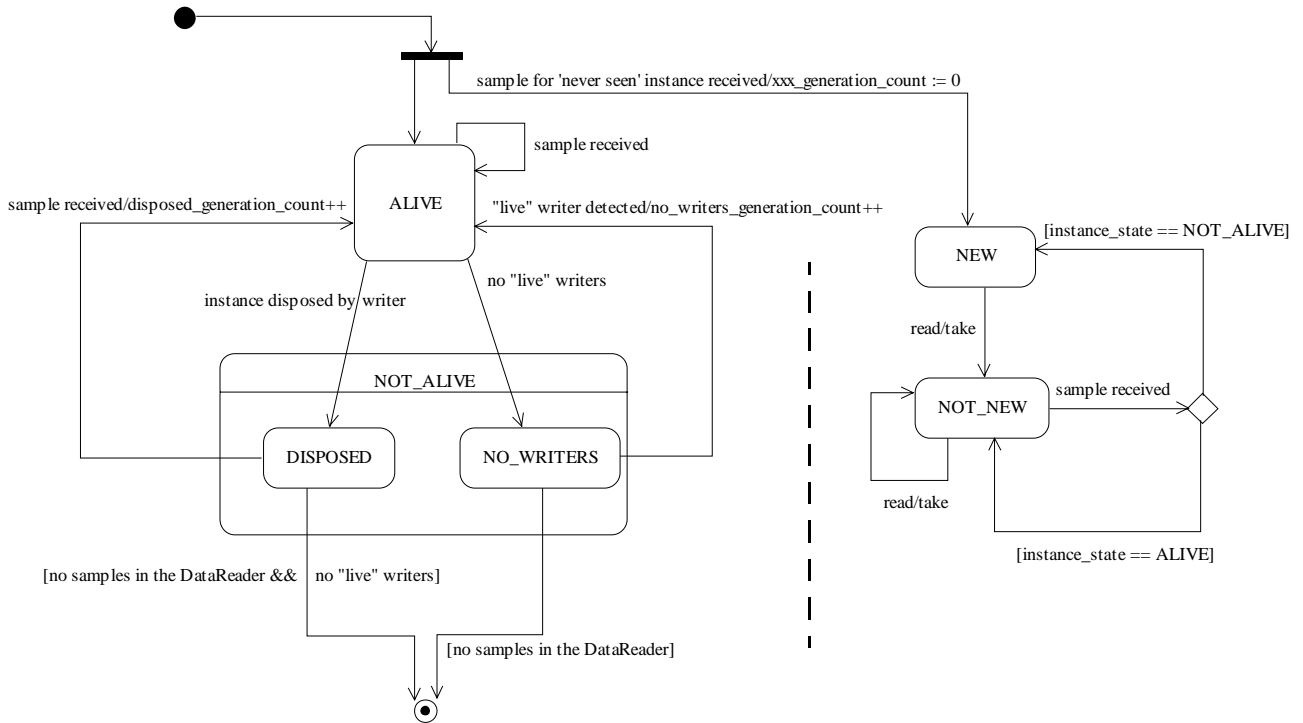 sample for 'never seen' instance received/xxx_generation_count := 0
sample received
ALIVE
sample received/disposed_generation_count++
"live" writer detected/no_writers_generation_count++
[instance_state == NOT_ALIVE]
NEW
no "live" writers
instance disposed by writer
read/take
NOT_ALIVE
sample received
NOT_NEW
DISPOSED
NO_WRITERS
read/take
[instance_state == ALIVE]
[no samples in the DataReader && no "live" writers]
[no samples in the DataReader]